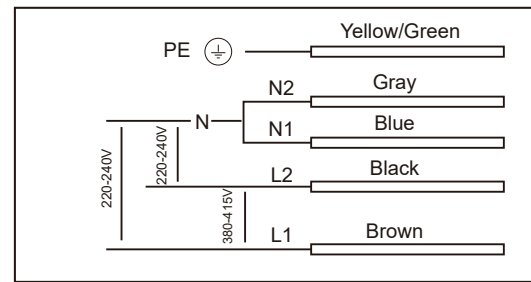 Yellow/Green
PE
N2 Gray
N
N1 Blue
220-240V
220-240V
L2 Black
380-415V
L1 Brown